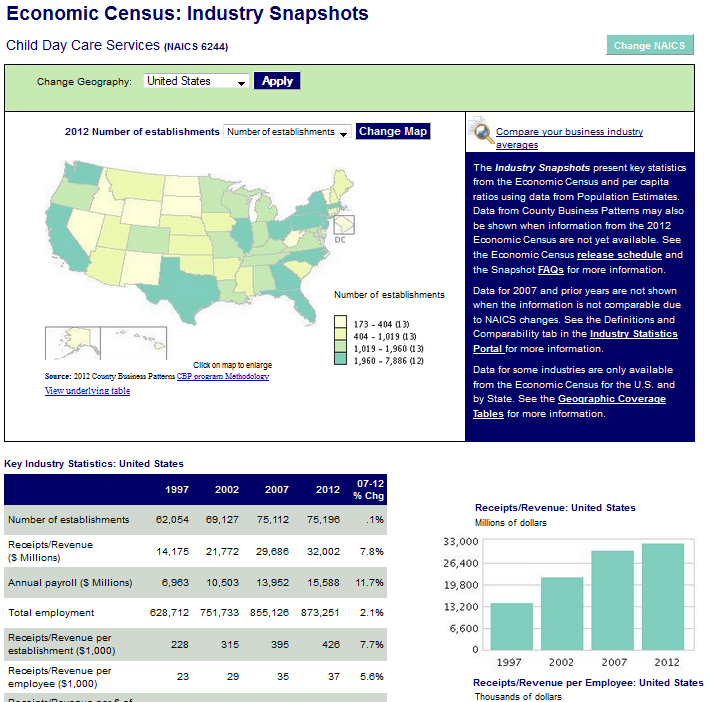 Economic Census: Industry Snapshots
Child Day Care Services (NAICS 6244)
Change NAICS
Change Geography: United States Apply
2012 Number of establishments Number of establishments Change Map
DC
Number of establishments
173 - 404 (13)
404 - 1,019 (13)
1,019 - 1,960 (13)
1,960 - 7,886 (12)
Click on map to enlarge
Source: 2012 County Business Patterns CBP program Methodology
View underlying table
Compare your business industry
averages
The Industry Snapshots present key statistics
from the Economic Census and per capita
ratios using data from Population Estimates.
Data from County Business Patterns may also
be shown when information from the 2012
Economic Census are not yet available. See
the Economic Census release schedule and
the Snapshot FAQs for more information.
Data for 2007 and prior years are not shown
when the information is not comparable due
to NAICS changes. See the Definitions and
Comparability tab in the Industry Statistics
Portal for more information.
Data for some industries are only available
from the Economic Census for the U.S. and
by State. See the Geographic Coverage
Tables for more information.
Key Industry Statistics: United States
1997 2002 2007 2012 07-12
% Chg
Number of establishments 62,054 69,127 75,112 75,196 .1%
Receipts/Revenue
($ Millions) 14,175 21,772 29,686 32,002 7.8%
Annual payroll ($ Millions) 6,963 10,503 13,952 15,588 11.7%
Total employment 628,712 751,733 855,126 873,251 2.1%
Receipts/Revenue per
establishment ($1,000) 228 315 395 426 7.7%
Receipts/Revenue per
employee ($1,000) 23 29 35 37 5.6%
Receipts/Revenue per $ of
Receipts/Revenue: United States
Millions of dollars
33,000
26,400
19,800
13,200
6,600
0
1997 2002 2007 2012
Receipts/Revenue per Employee: United States
Thousands of dollars